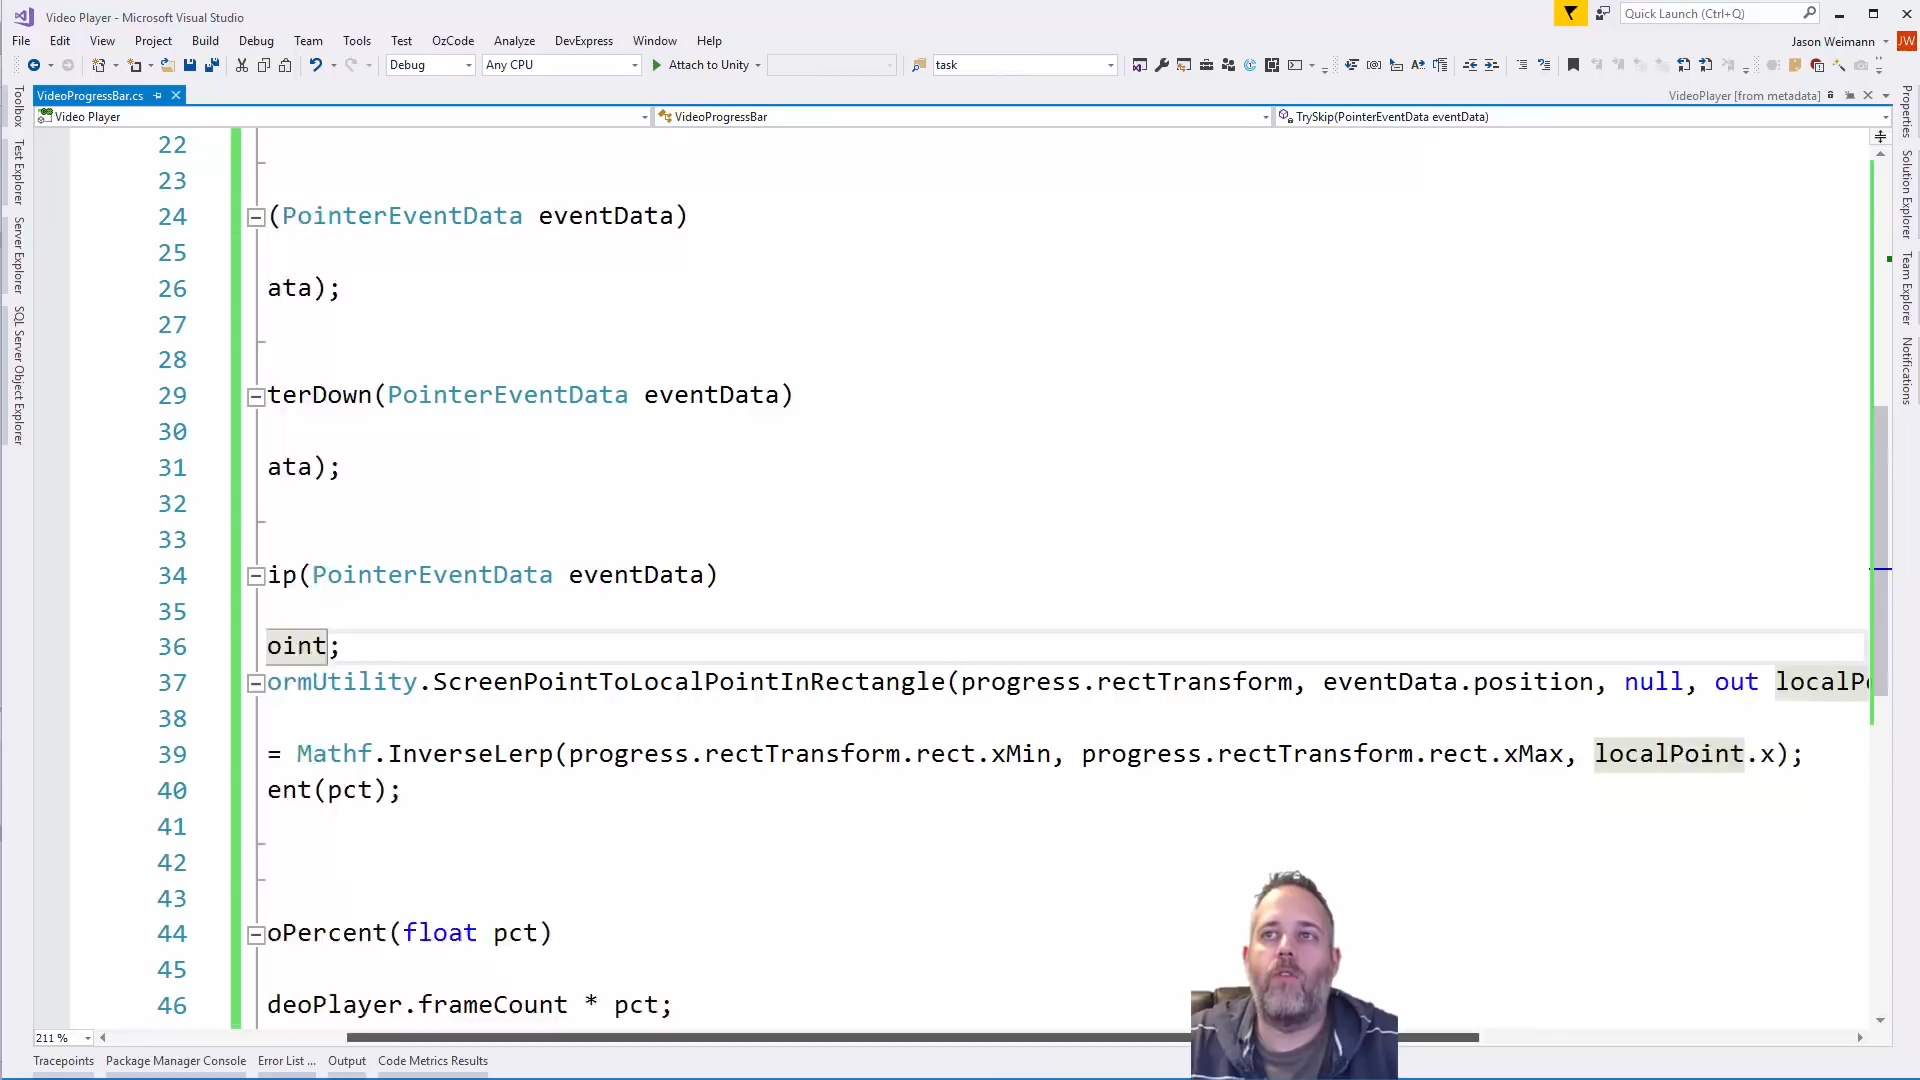 Video Player - Microsoft Visual Studio
Quick Launch (Ctrl+Q)
File Edit View Project Build Debug Team Tools Test OzCode Analyze DevExpress Window Help
Jason Weimann JW
Debug Any CPU Attach to Unity task
VideoProgressBar.cs
VideoPlayer [from metadata]
Video Player VideoProgressBar TrySkip(PointerEventData eventData)
Toolbox
Test Explorer
Server Explorer
SQL Server Object Explorer
22
23
24 (PointerEventData eventData)
25
26 ata);
27
28
29 terDown(PointerEventData eventData)
30
31 ata);
32
33
34 ip(PointerEventData eventData)
35
36 oint;
37 ormUtility.ScreenPointToLocalPointInRectangle(progress.rectTransform, eventData.position, null, out localPo
38
39 = Mathf.InverseLerp(progress.rectTransform.rect.xMin, progress.rectTransform.rect.xMax, localPoint.x);
40 ent(pct);
41
42
43
44 oPercent(float pct)
45
46 deoPlayer.frameCount * pct;
Properties
Solution Explorer
Team Explorer
Notifications
211 %
Tracepoints Package Manager Console Error List ... Output Code Metrics Results